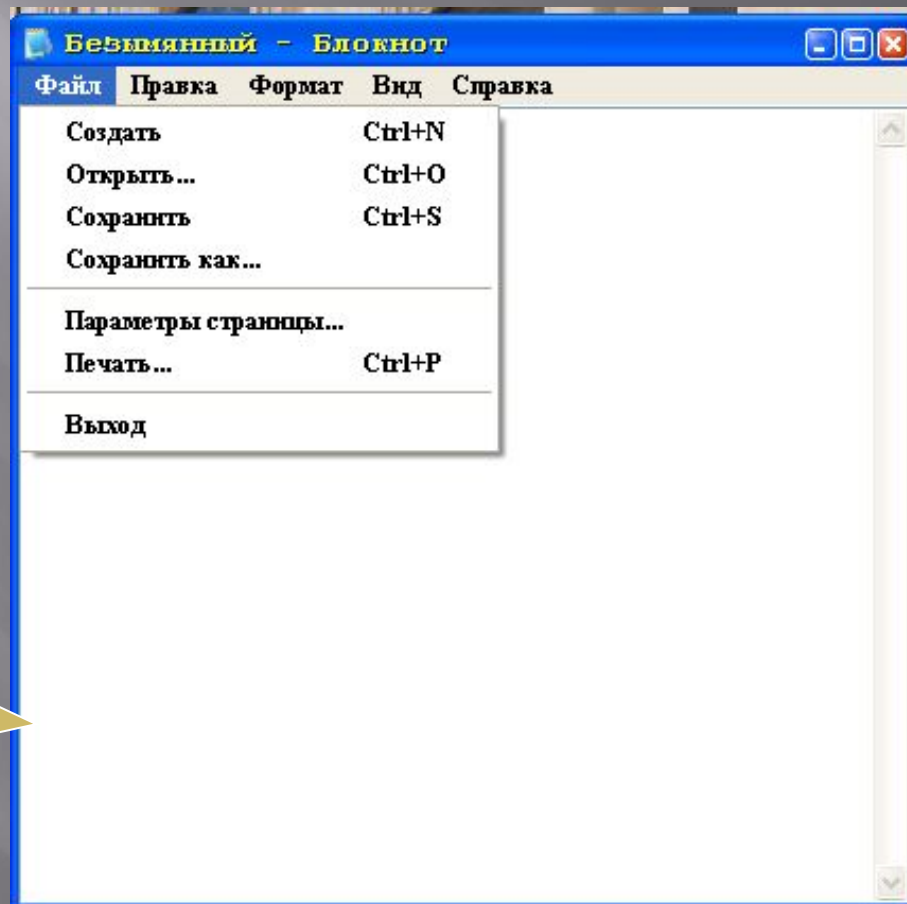 Безымянный - Блокнот
Файл Правка Формат Вид Справка
Создать Ctrl+N
Открыть... Ctrl+O
Сохранить Ctrl+S
Сохранить как...
Параметры страницы...
Печать... Ctrl+P
Выход